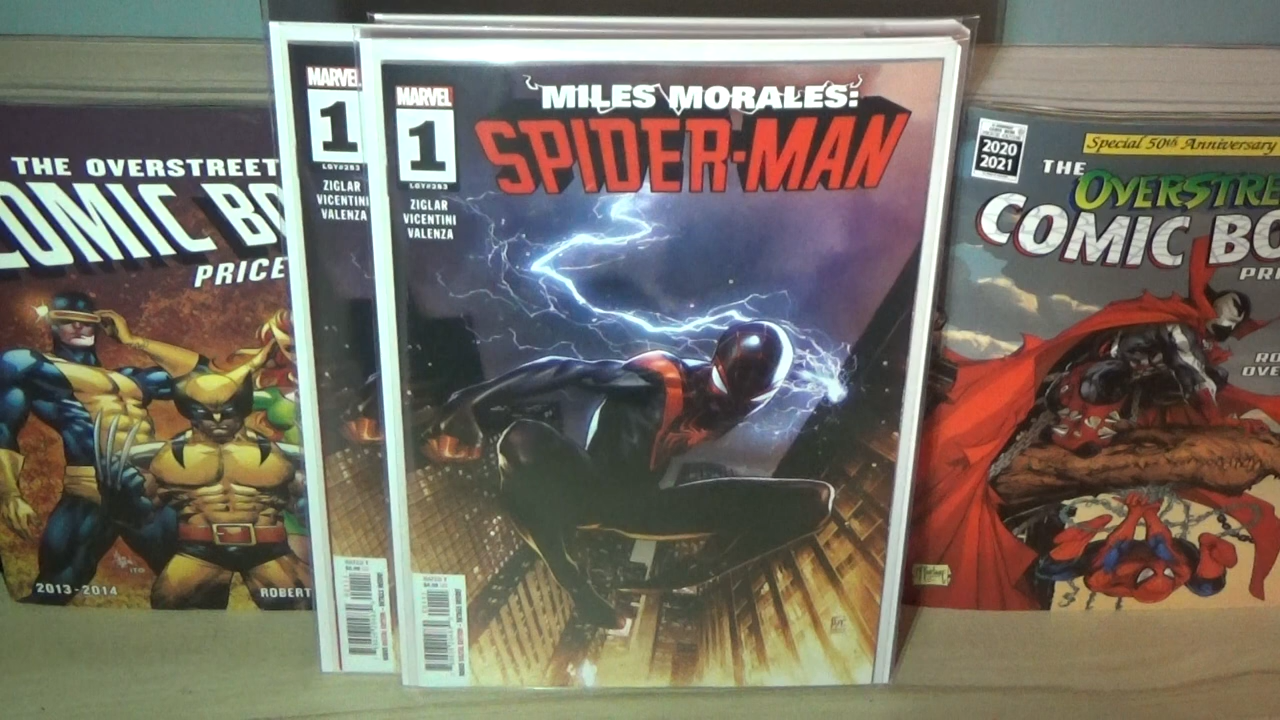 THE OVERSTREET
COMIC BO
PRICE
2013-2014
ROBERT
MARVEL
1
LGY#283
ZIGLAR
VICENTINI
VALENZA
MARVEL
1
LGY#283
ZIGLAR
VICENTINI
VALENZA
MILES MORALES:
SPIDER-MAN
2020
2021
Special 50th Anniversary
THE
OVERSTRE
COMIC BO
PRI
RO
OVE